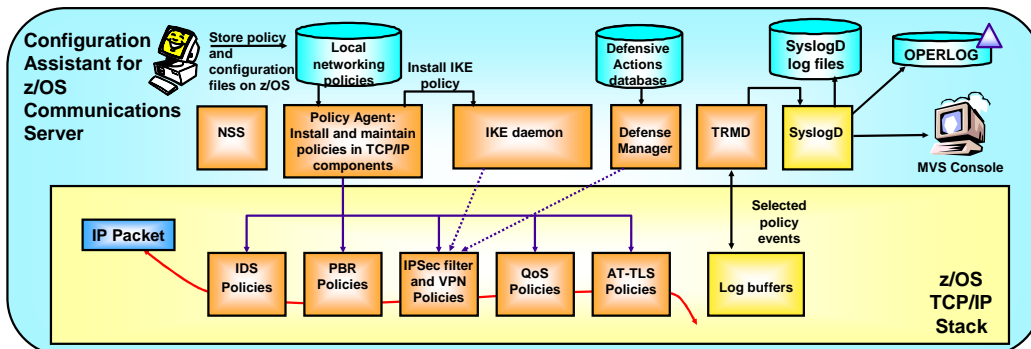 Configuration
Assistant for
z/OS
Communications
Server
Store policy
and
configuration
files on z/OS
Local
networking
policies
Install IKE
policy
Defensive
Actions
database
SyslogD
log files
OPERLOG
NSS
Policy Agent:
Install and maintain
policies in TCP/IP
components
IKE daemon
Defense
Manager
TRMD
SyslogD
MVS Console
IP Packet
Selected
policy
events
IDS
Policies
PBR
Policies
IPSec filter
and VPN
Policies
QoS
Policies
AT-TLS
Policies
Log buffers
z/OS
TCP/IP
Stack